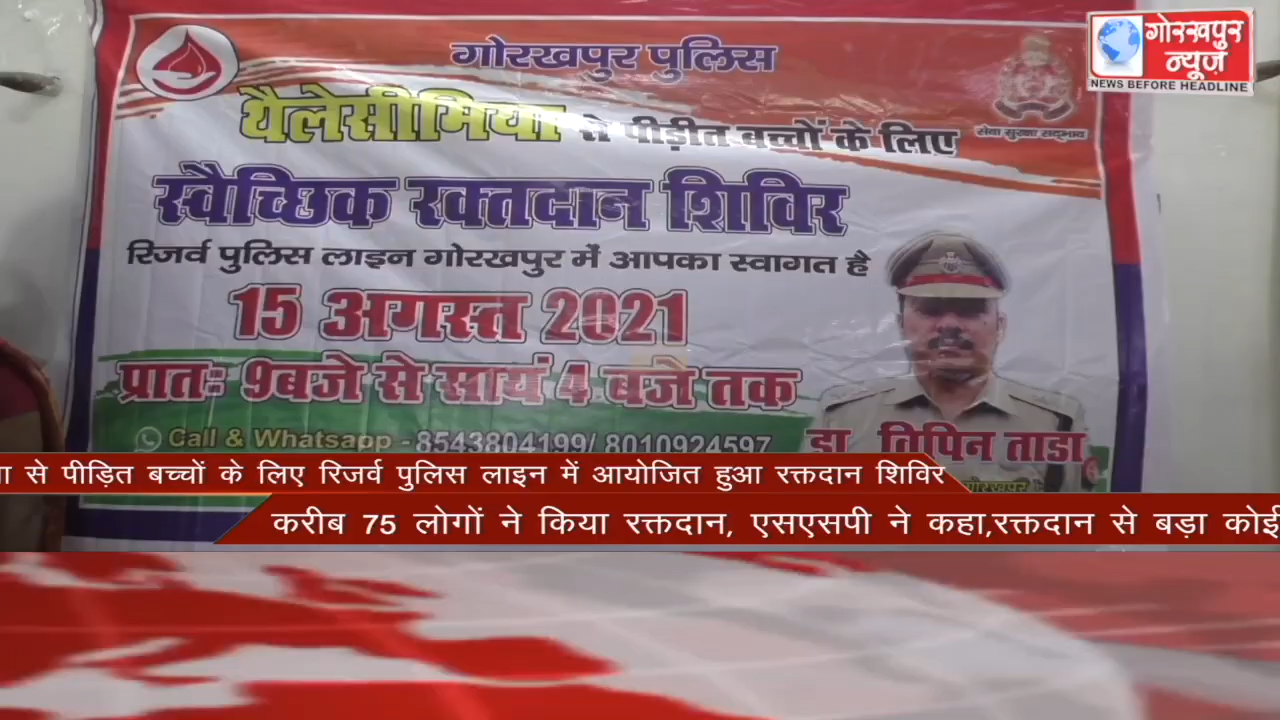 गोरखपुर
न्यूज़
NEWS BEFORE HEADLINE
गोरखपुर पुलिस
सेवा सुरक्षा सद्भाव
थैलेसीमिया से पीड़ीत बच्चों के लिए
स्वैच्छिक रक्तदान शिविर
रिजर्व पुलिस लाइन गोरखपुर में आपका स्वागत है
15 अगस्त 2021
प्रातः 9बजे से सायं 4 बजे तक
Call & Whatsapp - 8543804199/ 8010924597
डा. विपिन ताडा
गोरखपुर
से पीड़ित बच्चों के लिए रिजर्व पुलिस लाइन में आयोजित हुआ रक्तदान शिविर
करीब 75 लोगों ने किया रक्तदान, एसएसपी ने कहा,रक्तदान से बड़ा कोई